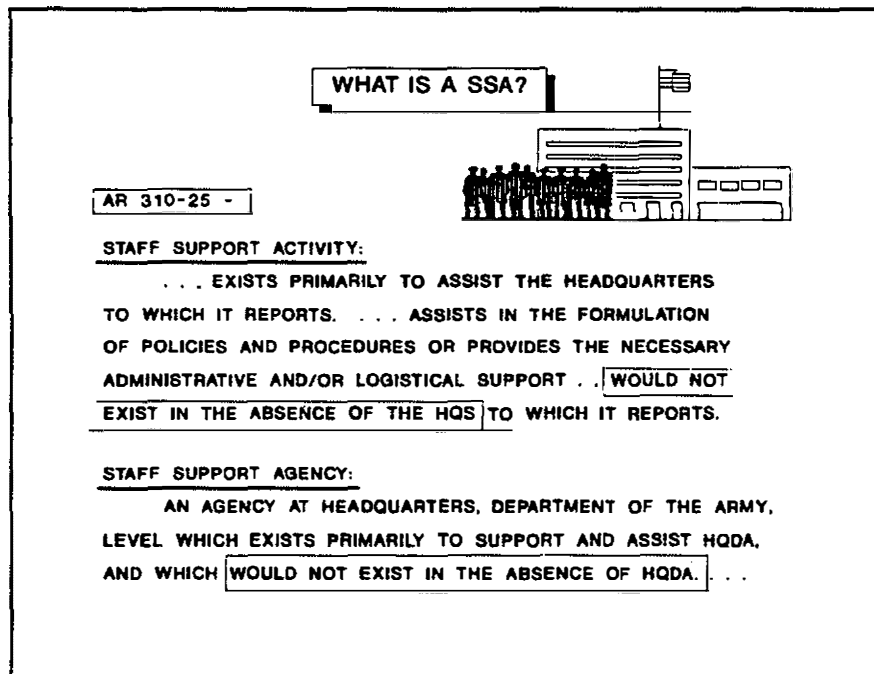 WHAT IS A SSA?
AR 310-25 -
STAFF SUPPORT ACTIVITY:
. . . EXISTS PRIMARILY TO ASSIST THE HEADQUARTERS
TO WHICH IT REPORTS. . . . ASSISTS IN THE FORMULATION
OF POLICIES AND PROCEDURES OR PROVIDES THE NECESSARY
ADMINISTRATIVE AND/OR LOGISTICAL SUPPORT . . WOULD NOT
EXIST IN THE ABSENCE OF THE HQS TO WHICH IT REPORTS.
STAFF SUPPORT AGENCY:
AN AGENCY AT HEADQUARTERS, DEPARTMENT OF THE ARMY,
LEVEL WHICH EXISTS PRIMARILY TO SUPPORT AND ASSIST HQDA,
AND WHICH WOULD NOT EXIST IN THE ABSENCE OF HQDA. . . .